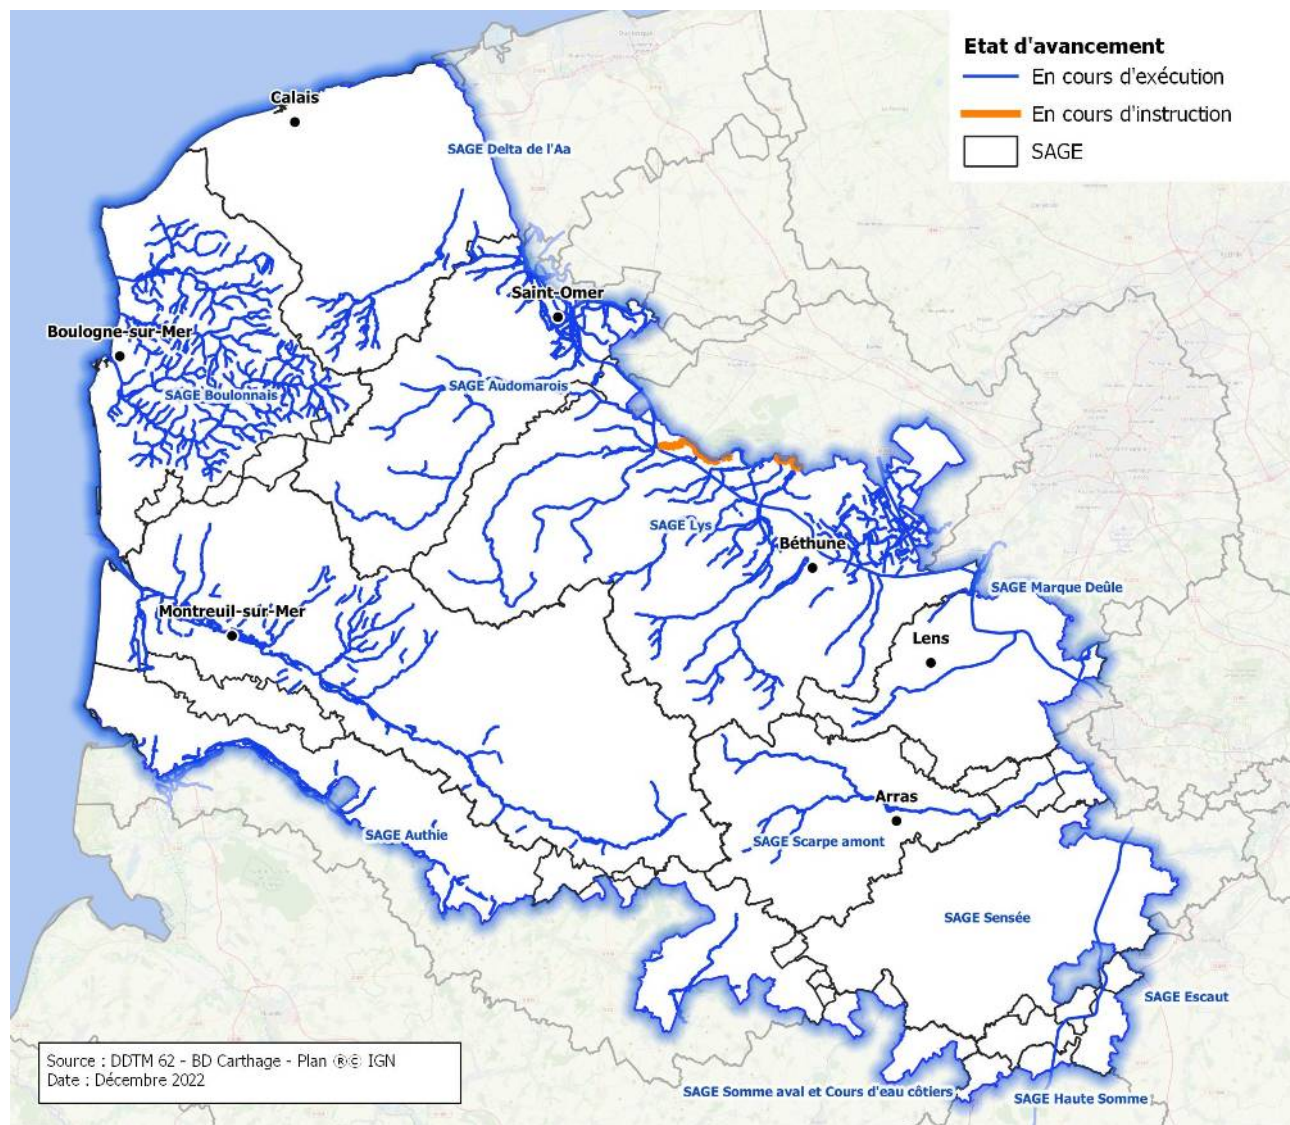 Etat d'avancement
En cours d'exécution
En cours d'instruction
SAGE
Calais
SAGE Delta de l'Aa
Saint-Omer
Boulogne-sur-Mer
SAGE Audomarois
SAGE Boulonnais
SAGE Lys
Béthune
SAGE Marque Deûle
Montreuil-sur-Mer
Lens
Arras
SAGE Authie
SAGE Scarpe amont
SAGE Sensée
SAGE Escaut
SAGE Somme aval et Cours d'eau côtiers
SAGE Haute Somme
Source : DDTM 62 - BD Carthage - Plan ®© IGN
Date : Décembre 2022